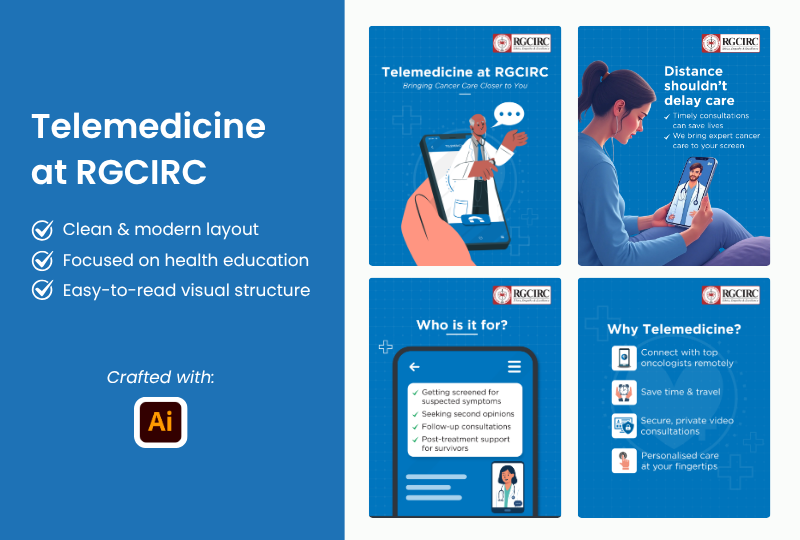 Telemedicine
at RGCIRC
Clean & modern layout
Focused on health education
Easy-to-read visual structure
Crafted with:
Ai
RGCIRC
Telemedicine at RGCIRC
Bringing Cancer Care Closer to You
RGCIRC
Distance
shouldn't
delay care
Timely consultations
can save lives
We bring expert cancer
care to your screen
RGCIRC
Who is it for?
Getting screened for
suspected symptoms
Seeking second opinions
Follow-up consultations
Post-treatment support
for survivors
RGCIRC
Why Telemedicine?
Connect with top
oncologists remotely
Save time & travel
Secure, private video
consultations
Personalised care
at your fingertips